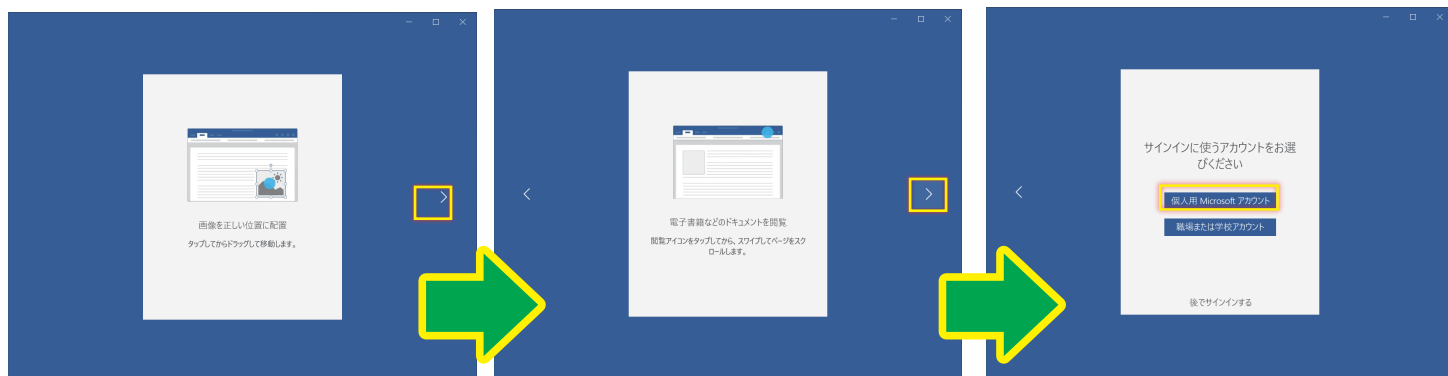 画像を正しい位置に配置
タップしてからドラッグして移動します。
電子書籍などのドキュメントを閲覧
閲覧アイコンをタップしてから、スワイプしてページをスク
ロールします。
サインインに使うアカウントをお選
びください
個人用 Microsoft アカウント
職場または学校アカウント
後でサインインする